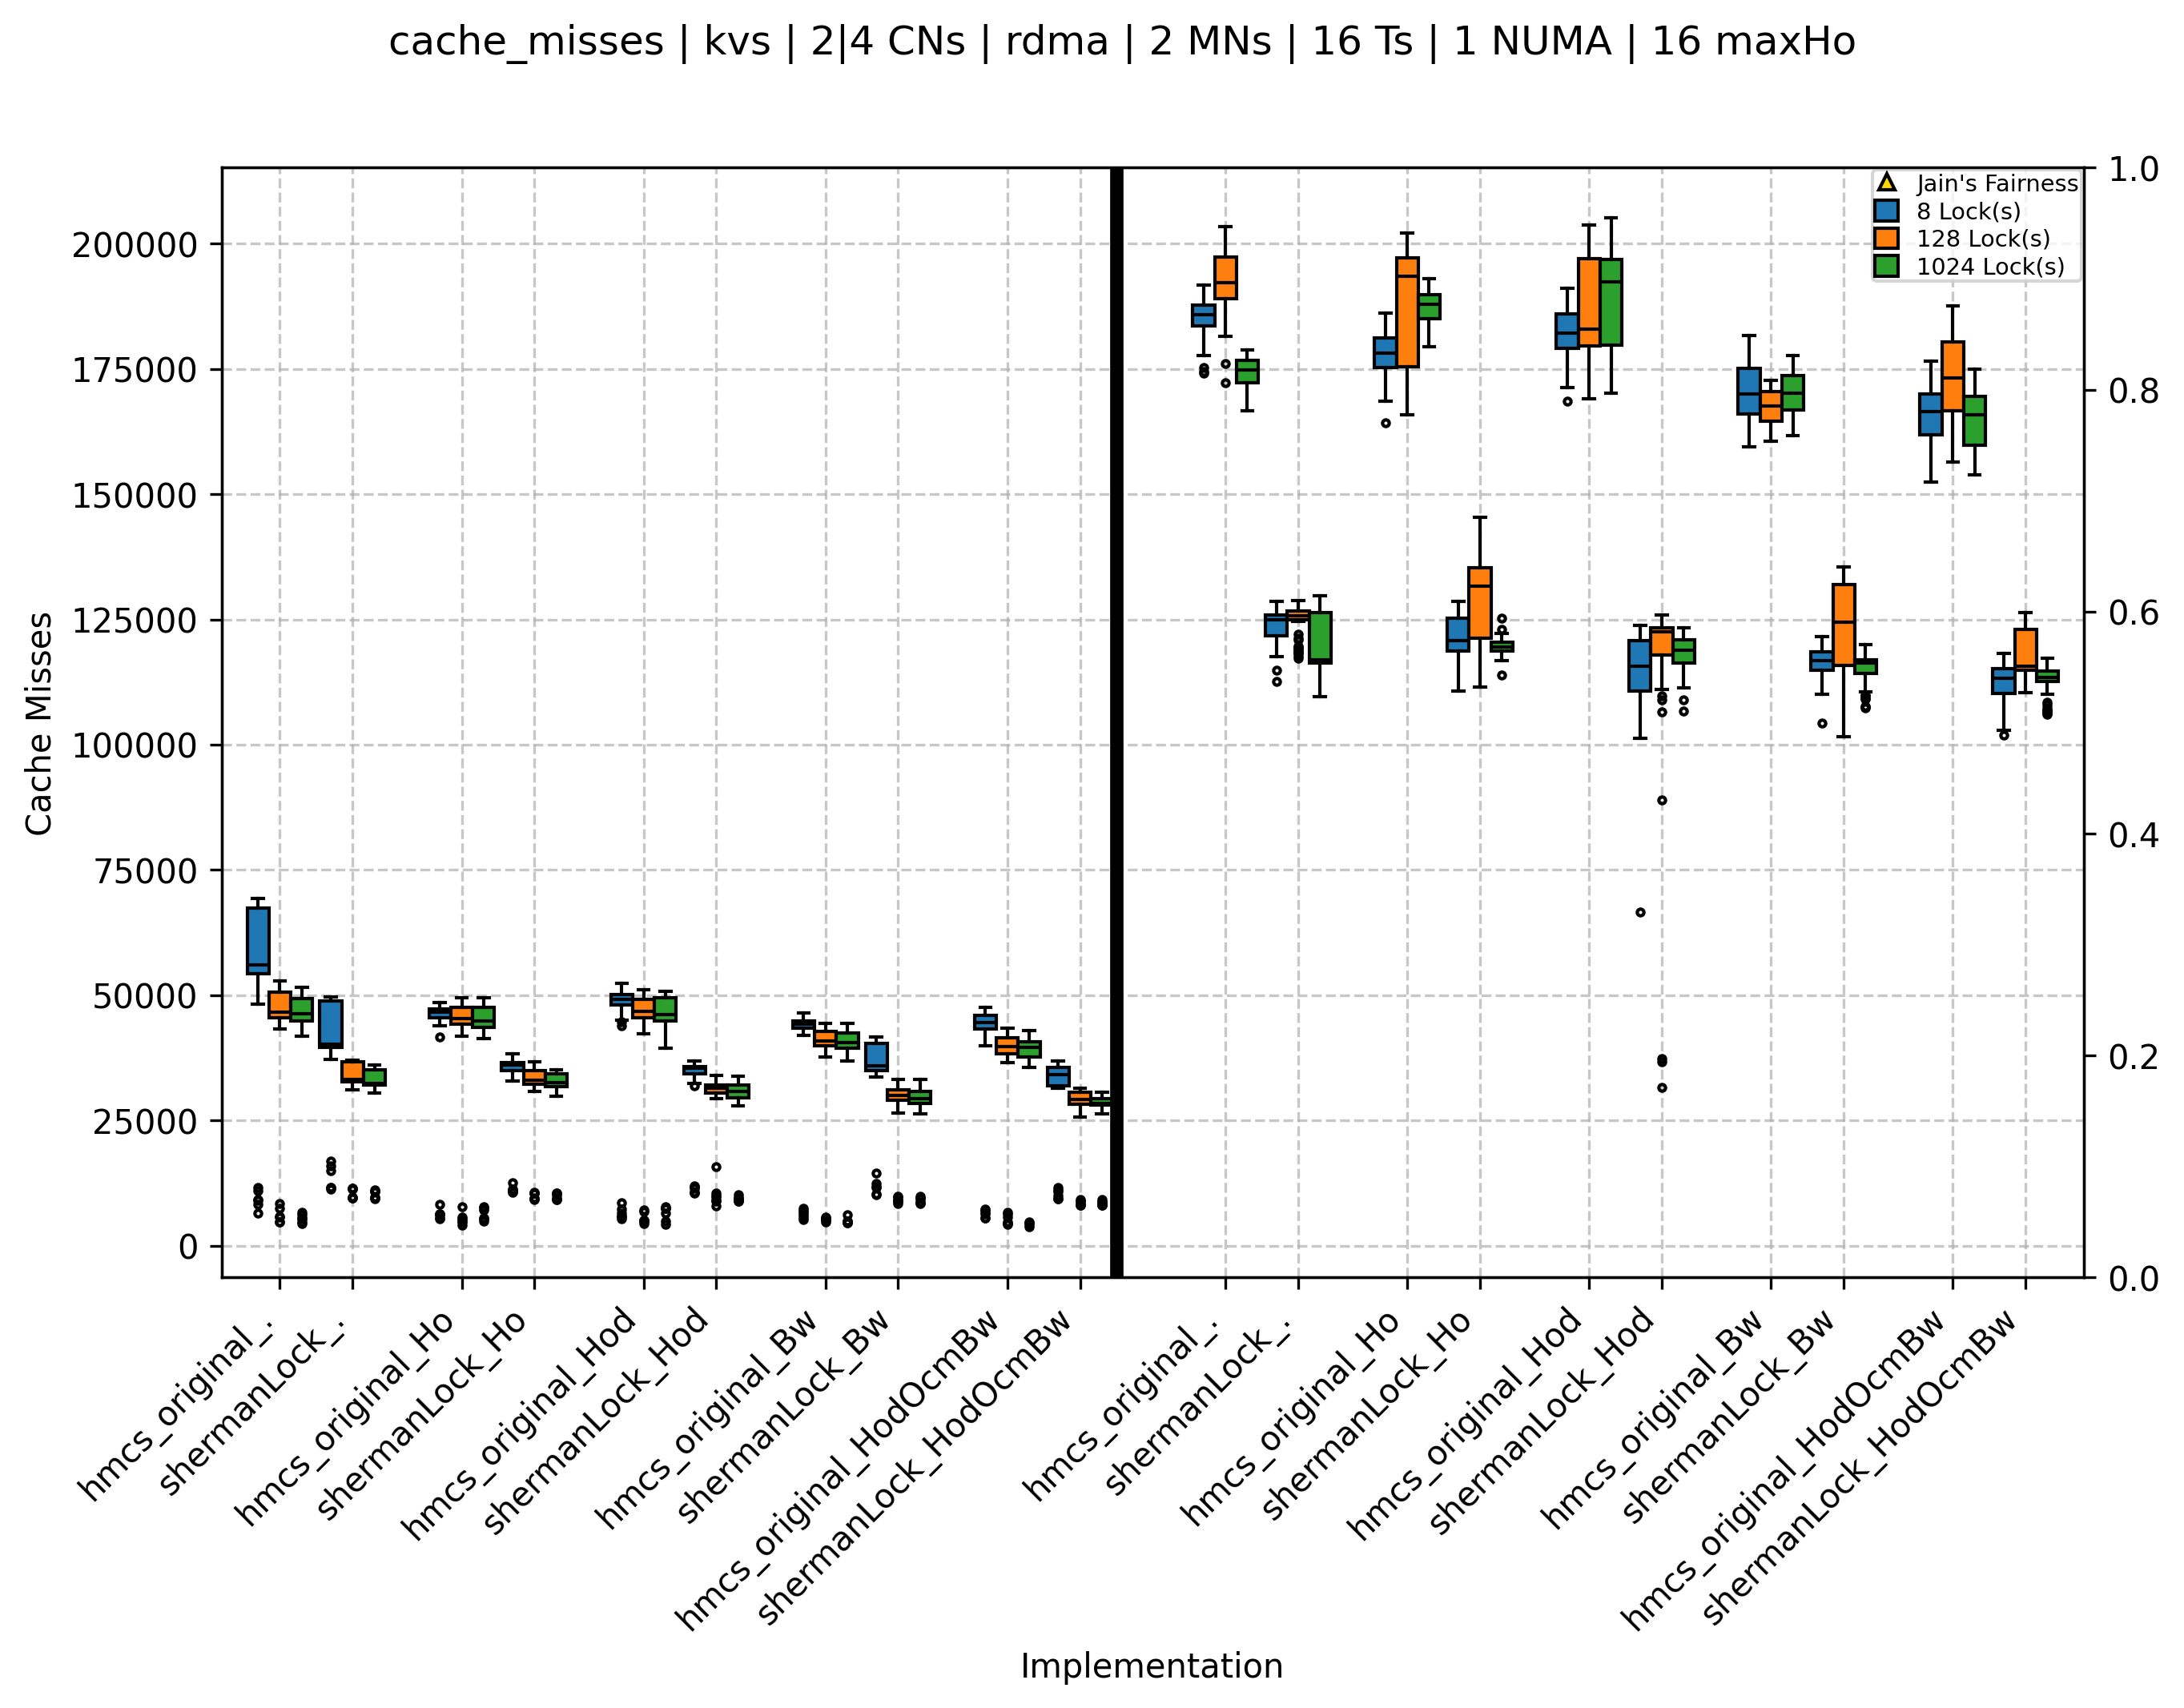 cache_misses | kvs | 2|4 CNs | rdma | 2 MNs | 16 Ts | 1 NUMA | 16 maxHo
Jain's Fairness
8 Lock(s)
128 Lock(s)
1024 Lock(s)
Cache Misses
200000
175000
150000
125000
100000
75000
50000
25000
0
1.0
0.8
0.6
0.4
0.2
0.0
hmcs_original_.
shermanLock_.
hmcs_original_Ho
shermanLock_Ho
hmcs_original_Hod
shermanLock_Hod
hmcs_original_Bw
shermanLock_Bw
hmcs_original_HodOcmBw
shermanLock_HodOcmBw
hmcs_original_.
shermanLock_.
hmcs_original_Ho
shermanLock_Ho
hmcs_original_Hod
shermanLock_Hod
hmcs_original_Bw
shermanLock_Bw
hmcs_original_HodOcmBw
shermanLock_HodOcmBw
Implementation